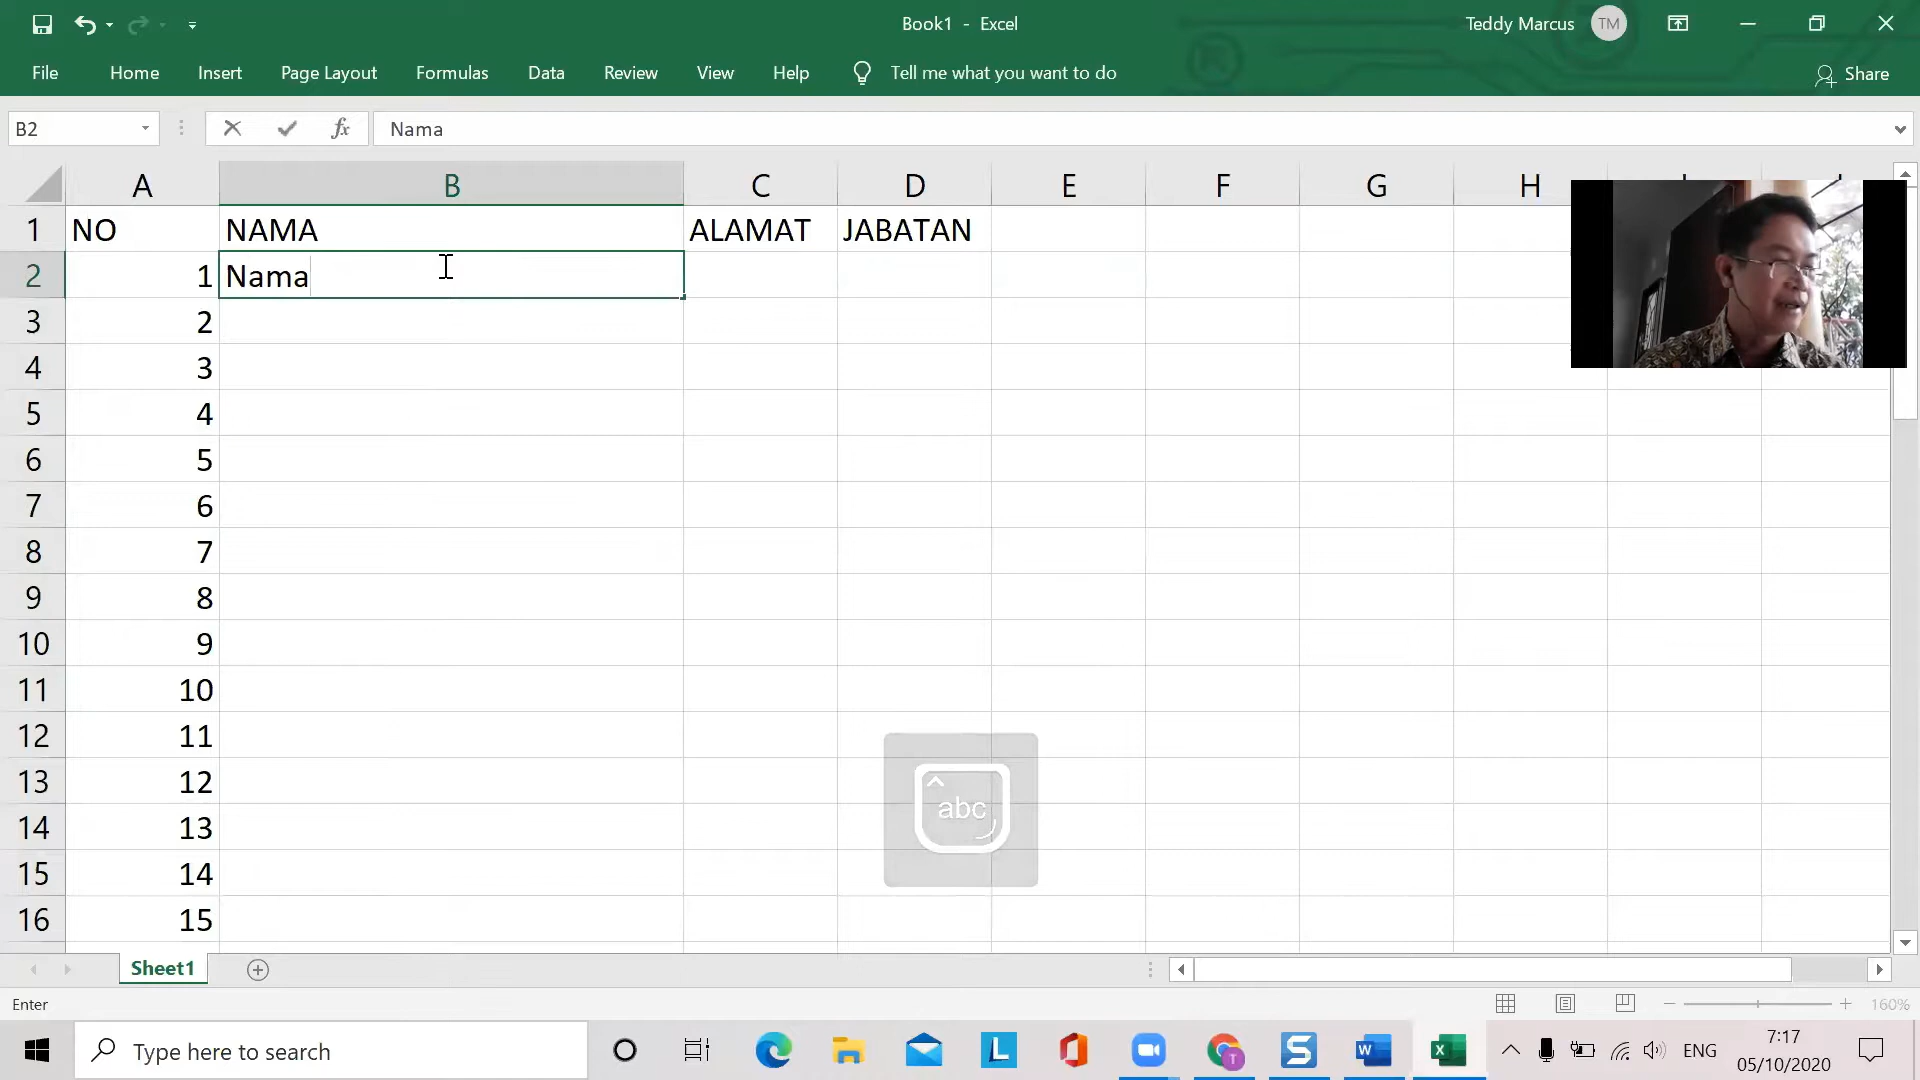 Book1 - Excel
Teddy Marcus
TM
File Home Insert Page Layout Formulas Data Review View Help Tell me what you want to do
Share
B2
fx
Nama
A B C D E F G H
1 NO NAMA ALAMAT JABATAN
2 1 Nama
3 2
4 3
5 4
6 5
7 6
8 7
9 8
10 9
11 10
12 11
13 12
14 13
15 14
16 15
abc
Sheet1
Enter
160%
Type here to search
L
T
S
W
X
ENG
7:17
05/10/2020